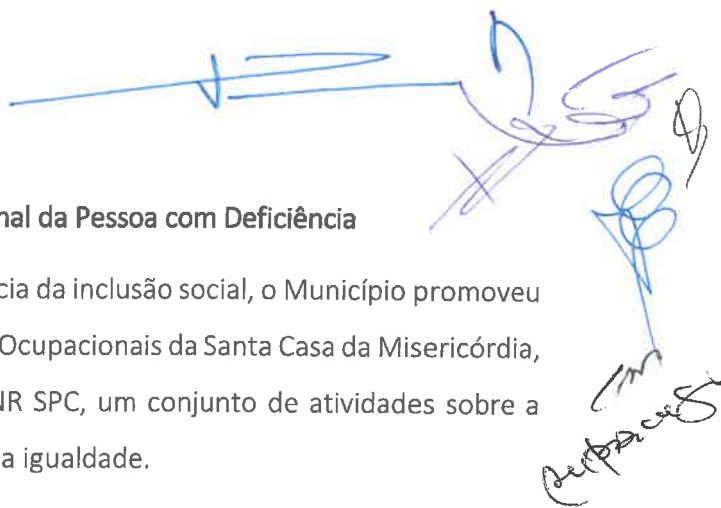 nal da Pessoa com Deficiência
cia da inclusão social, o Município promoveu
Ocupacionais da Santa Casa da Misericórdia,
NR SPC, um conjunto de atividades sobre a
a igualdade.